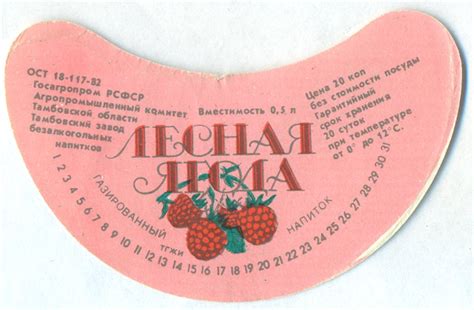 ОСТ 18-117-82
Госагропром РСФСР
Агропромышленный комитет
Тамбовской области
Тамбовский завод
безалкогольных
напитков
Вместимость 0,5 л
Цена 20 коп
без стоимости посуды
Гарантийный
срок хранения
20 суток
при температуре
от 0° до 12°С.
ЛЕСНАЯ
ЯГОДА
ГАЗИРОВАННЫЙ НАПИТОК
тгжи
1 2 3 4 5 6 7 8 9 10 11 12 13 14 15 16 17 18 19 20 21 22 23 24 25 26 27 28 29 30 31